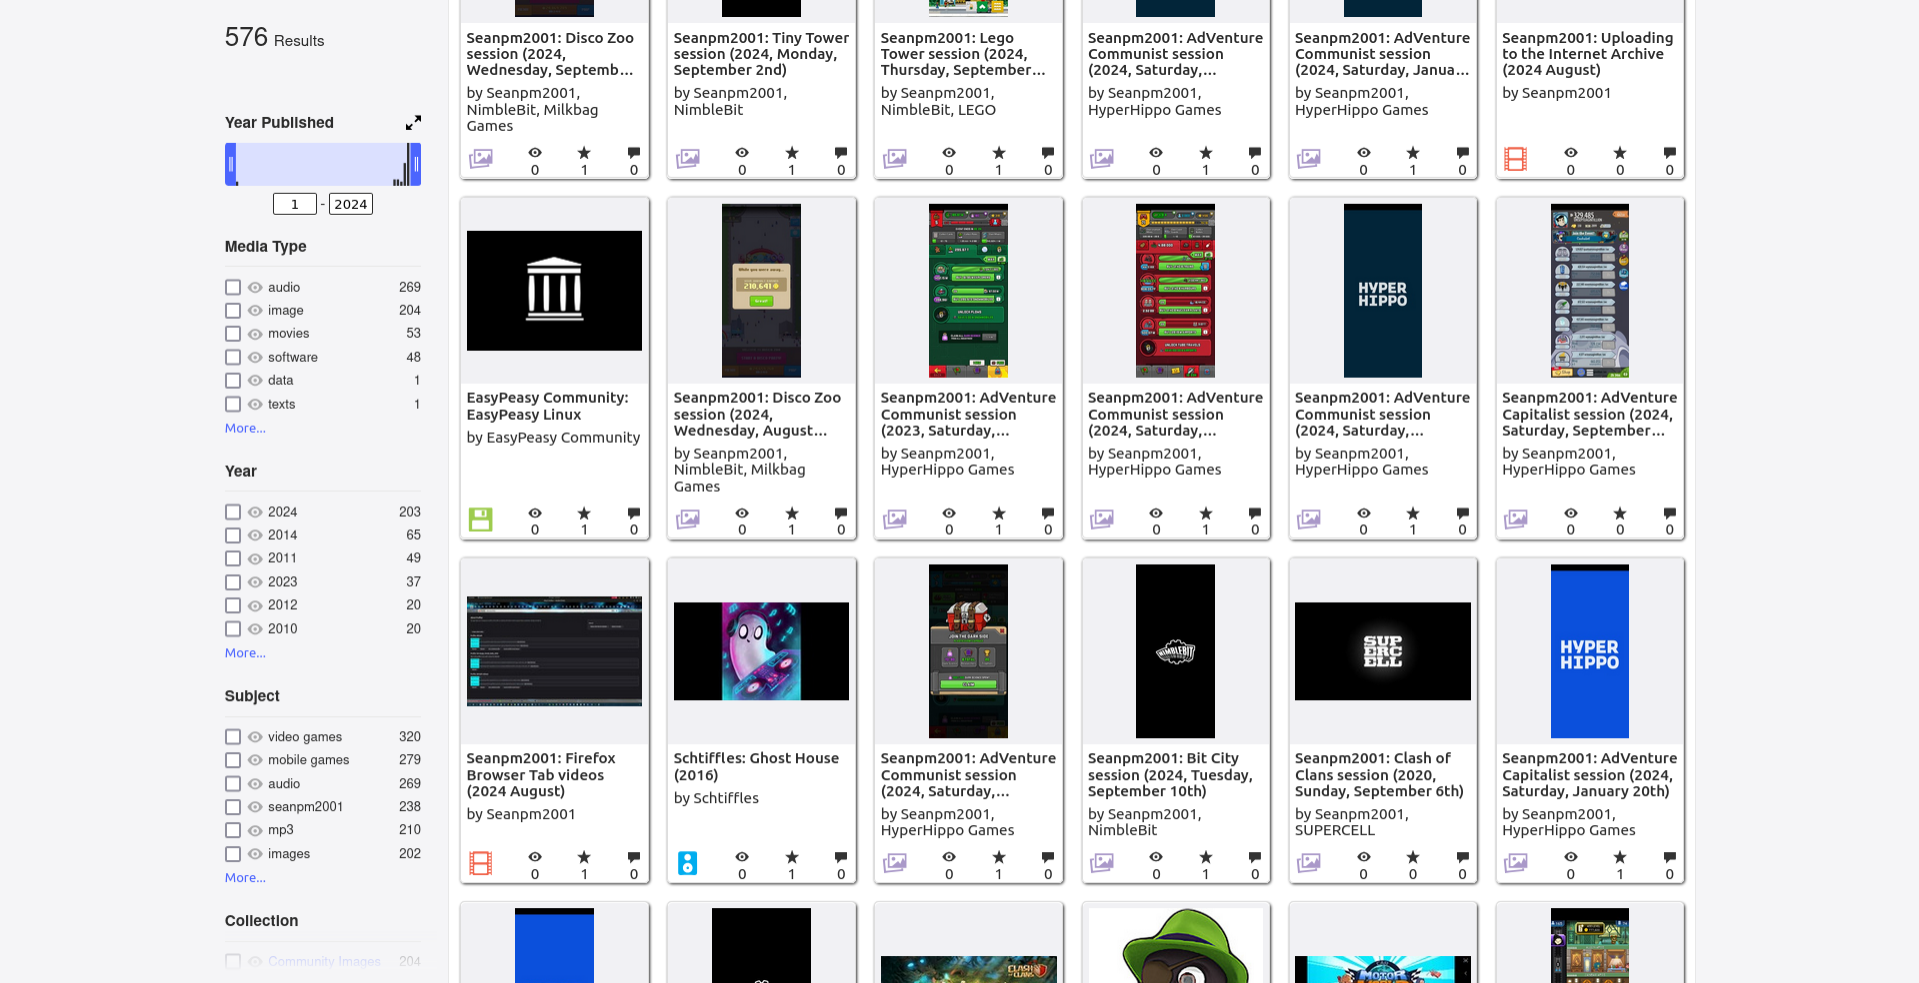 576 Results
Year Published
1 - 2024
Media Type
audio 269
image 204
movies 53
software 48
data 1
texts 1
More...
Year
2024 203
2014 65
2011 49
2023 37
2012 20
2010 20
More...
Subject
video games 320
mobile games 279
audio 269
seanpm2001 238
mp3 210
images 202
More...
Collection
Community Images 204
Seanpm2001: Disco Zoo
session (2024,
Wednesday, Septemb...
by Seanpm2001,
NimbleBit, Milkbag
Games
0 1 0
Seanpm2001: Tiny Tower
session (2024, Monday,
September 2nd)
by Seanpm2001,
NimbleBit
0 1 0
Seanpm2001: Lego
Tower session (2024,
Thursday, September...
by Seanpm2001,
NimbleBit, LEGO
0 1 0
Seanpm2001: AdVenture
Communist session
(2024, Saturday,...
by Seanpm2001,
HyperHippo Games
0 1 0
Seanpm2001: AdVenture
Communist session
(2024, Saturday, Janua...
by Seanpm2001,
HyperHippo Games
0 1 0
Seanpm2001: Uploading
to the Internet Archive
(2024 August)
by Seanpm2001
0 0 0
EasyPeasy Community:
EasyPeasy Linux
by EasyPeasy Community
0 1 0
While you were away...
210,641
Seanpm2001: Disco Zoo
session (2024,
Wednesday, August...
by Seanpm2001,
NimbleBit, Milkbag
Games
0 1 0
Seanpm2001: AdVenture
Communist session
(2023, Saturday,...
by Seanpm2001,
HyperHippo Games
0 1 0
Seanpm2001: AdVenture
Communist session
(2024, Saturday,...
by Seanpm2001,
HyperHippo Games
0 1 0
HYPER
HIPPO
Seanpm2001: AdVenture
Communist session
(2024, Saturday,...
by Seanpm2001,
HyperHippo Games
0 1 0
329.485
Seanpm2001: AdVenture
Capitalist session (2024,
Saturday, September...
by Seanpm2001,
HyperHippo Games
0 0 0
Seanpm2001: Firefox
Browser Tab videos
(2024 August)
by Seanpm2001
0 1 0
Schtiffles: Ghost House
(2016)
by Schtiffles
0 1 0
JOIN THE DARK SIDE
Seanpm2001: AdVenture
Communist session
(2024, Saturday,...
by Seanpm2001,
HyperHippo Games
0 1 0
NIMBLEBIT
Seanpm2001: Bit City
session (2024, Tuesday,
September 10th)
by Seanpm2001,
NimbleBit
0 1 0
SUP
ERC
ELL
Seanpm2001: Clash of
Clans session (2020,
Sunday, September 6th)
by Seanpm2001,
SUPERCELL
0 0 0
HYPER
HIPPO
Seanpm2001: AdVenture
Capitalist session (2024,
Saturday, January 20th)
by Seanpm2001,
HyperHippo Games
0 1 0
CLASH
CLANS
MOTOR